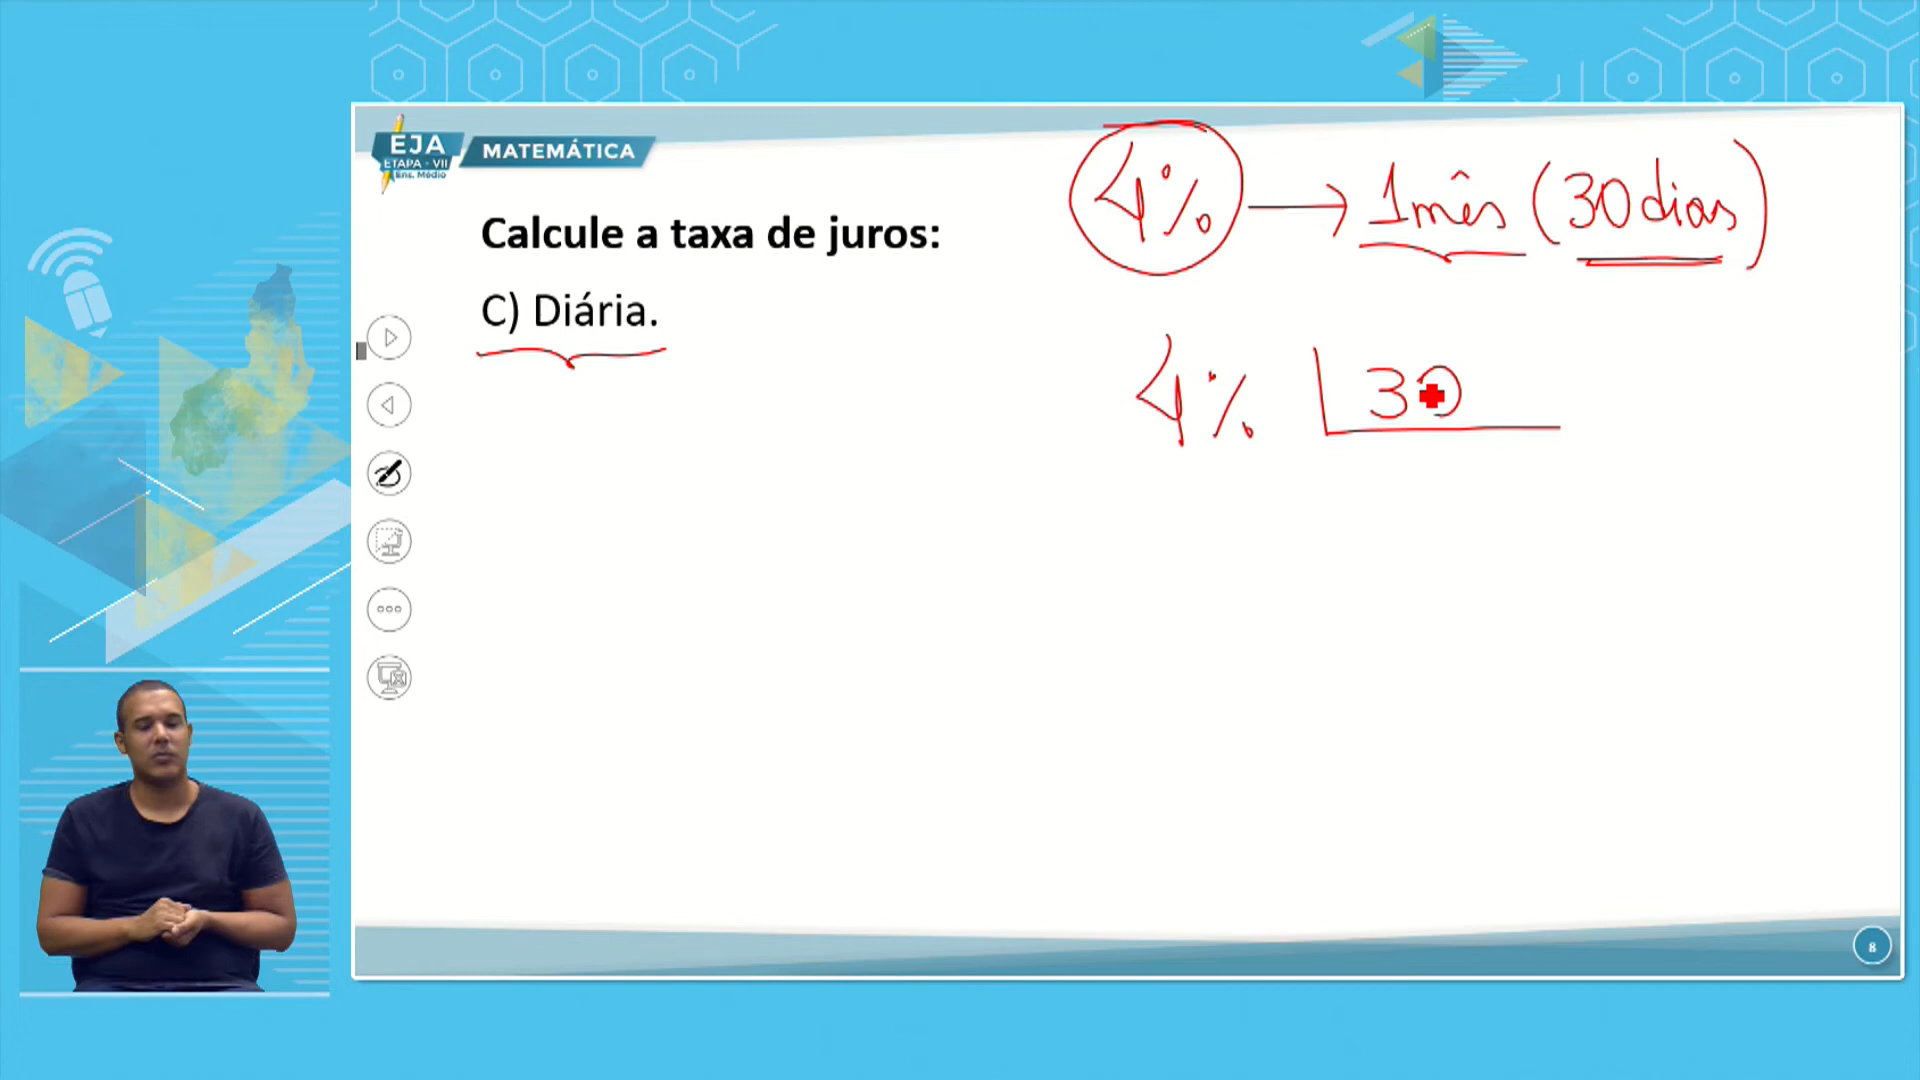 EJA
ETAPA - VII
Ens. Médio
MATEMÁTICA
4% → 1 mês (30 dias)
Calcule a taxa de juros:
C) Diária.
4% 30
8